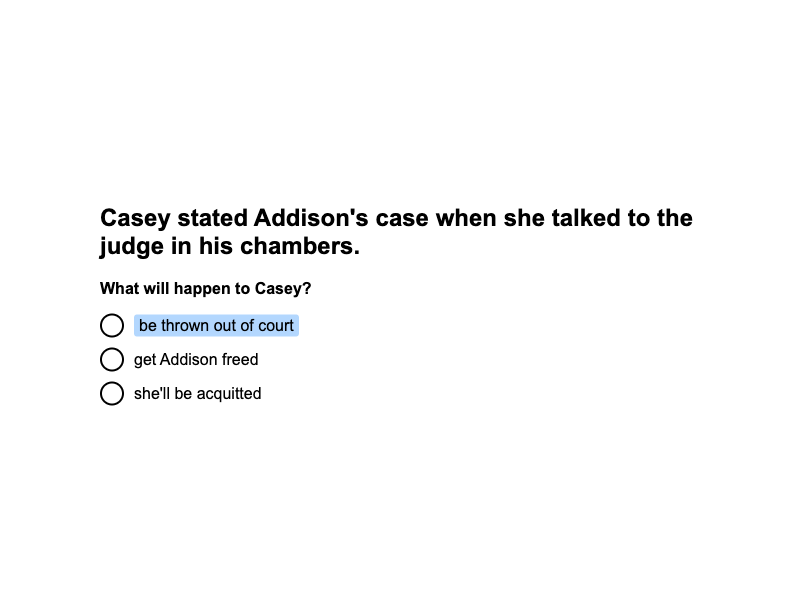 Casey stated Addison's case when she talked to the
judge in his chambers.
What will happen to Casey?
be thrown out of court
get Addison freed
she'll be acquitted